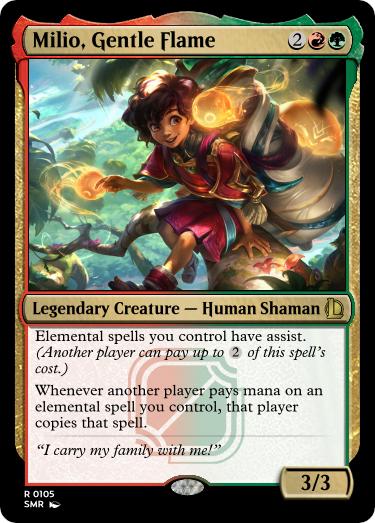 Milio, Gentle Flame 2
Legendary Creature — Human Shaman
Elemental spells you control have assist.
(Another player can pay up to 2 of this spell's
cost.)
Whenever another player pays mana on an
elemental spell you control, that player
copies that spell.
“I carry my family with me!”
3/3
R 0105
SMR